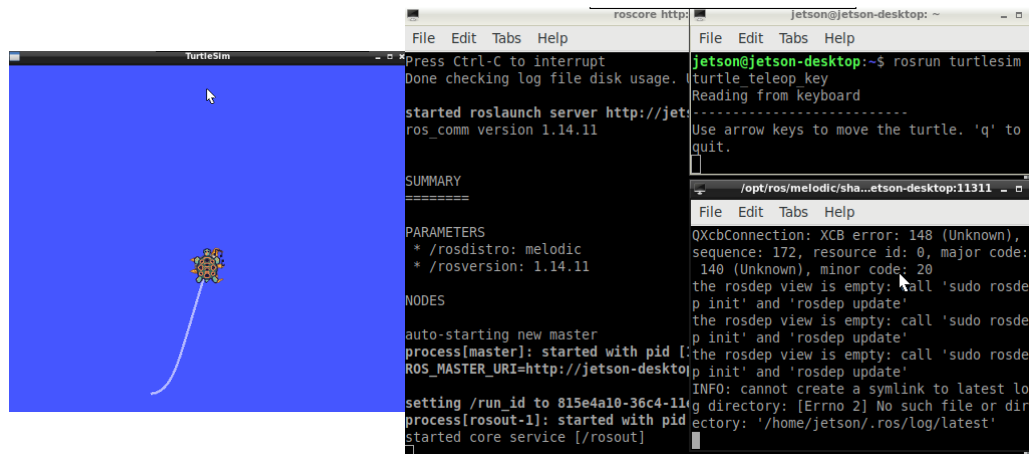 TurtleSim
roscore http:
File Edit Tabs Help
Press Ctrl-C to interrupt
Done checking log file disk usage.
started roslaunch server http://jets
ros_comm version 1.14.11
SUMMARY
========
PARAMETERS
* /rosdistro: melodic
* /rosversion: 1.14.11
NODES
auto-starting new master
process[master]: started with pid [
ROS_MASTER_URI=http://jetson-deskto
setting /run_id to 815e4a10-36c4-11
process[rosout-1]: started with pid
started core service [/rosout]
jetson@jetson-desktop: ~
File Edit Tabs Help
jetson@jetson-desktop:~$ rosrun turtlesim
turtle_teleop_key
Reading from keyboard
---------------------------
Use arrow keys to move the turtle. 'q' to
quit.
/opt/ros/melodic/sha...etson-desktop:11311
File Edit Tabs Help
QXcbConnection: XCB error: 148 (Unknown),
sequence: 172, resource id: 0, major code:
140 (Unknown), minor code: 20
the rosdep view is empty: call 'sudo rosde
p init' and 'rosdep update'
the rosdep view is empty: call 'sudo rosde
p init' and 'rosdep update'
the rosdep view is empty: call 'sudo rosde
p init' and 'rosdep update'
INFO: cannot create a symlink to latest lo
g directory: [Errno 2] No such file or dir
ectory: '/home/jetson/.ros/log/latest'